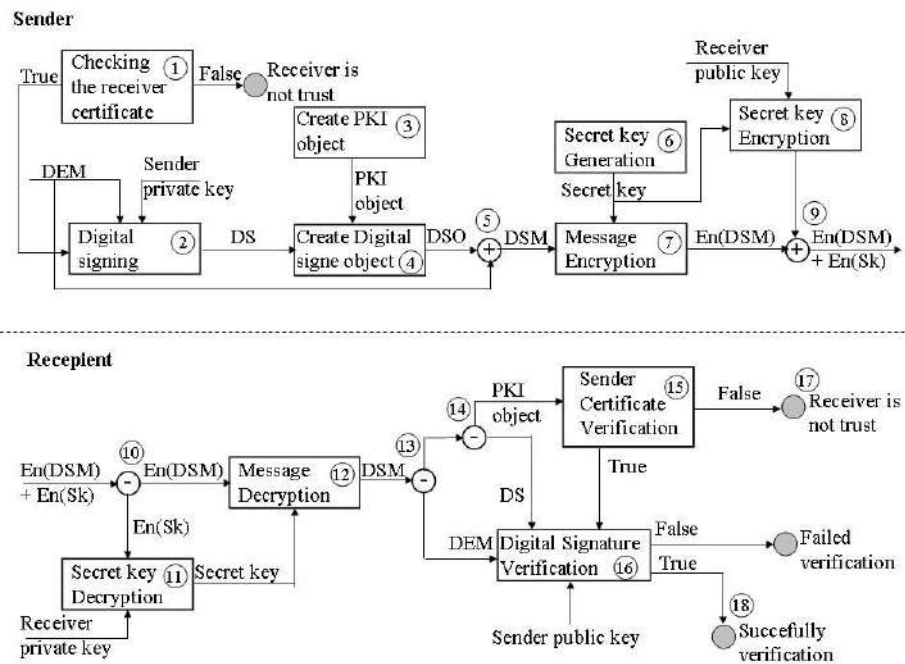 Sender
Checking
the receiver
certificate
1
True
False
Receiver is
not trust
Create PKI
object
3
Receiver
public key
Secret key
Encryption
8
Secret key
Generation
6
DEM
Sender
private key
PKI
object
Secret key
Digital
signing
2
DS
Create Digital
signe object
4
DSO
5
+
DSM
Message
Encryption
7
En(DSM)
9
+
En(DSM)
+ En(Sk)
Recepient
En(DSM)
+ En(Sk)
10
-
En(DSM)
Message
Decryption
12
DSM
13
-
14
-
PKI
object
Sender
Certificate
Verification
15
False
17
Receiver is
not trust
True
DS
En(Sk)
Secret key
Decryption
11
Secret key
Receiver
private key
DEM
Digital Signature
Verification
16
False
Failed
verification
True
18
Succefully
verification
Sender public key